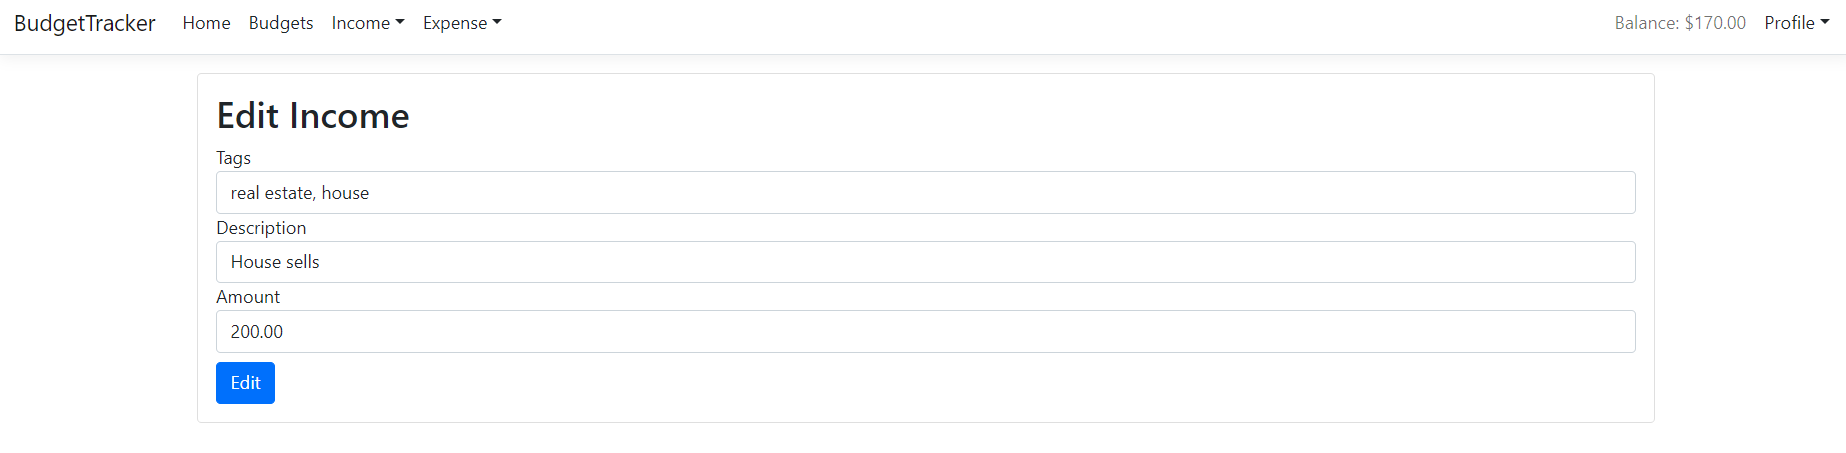 BudgetTracker Home Budgets Income Expense Balance: $170.00 Profile
Edit Income
Tags
real estate, house
Description
House sells
Amount
200.00
Edit